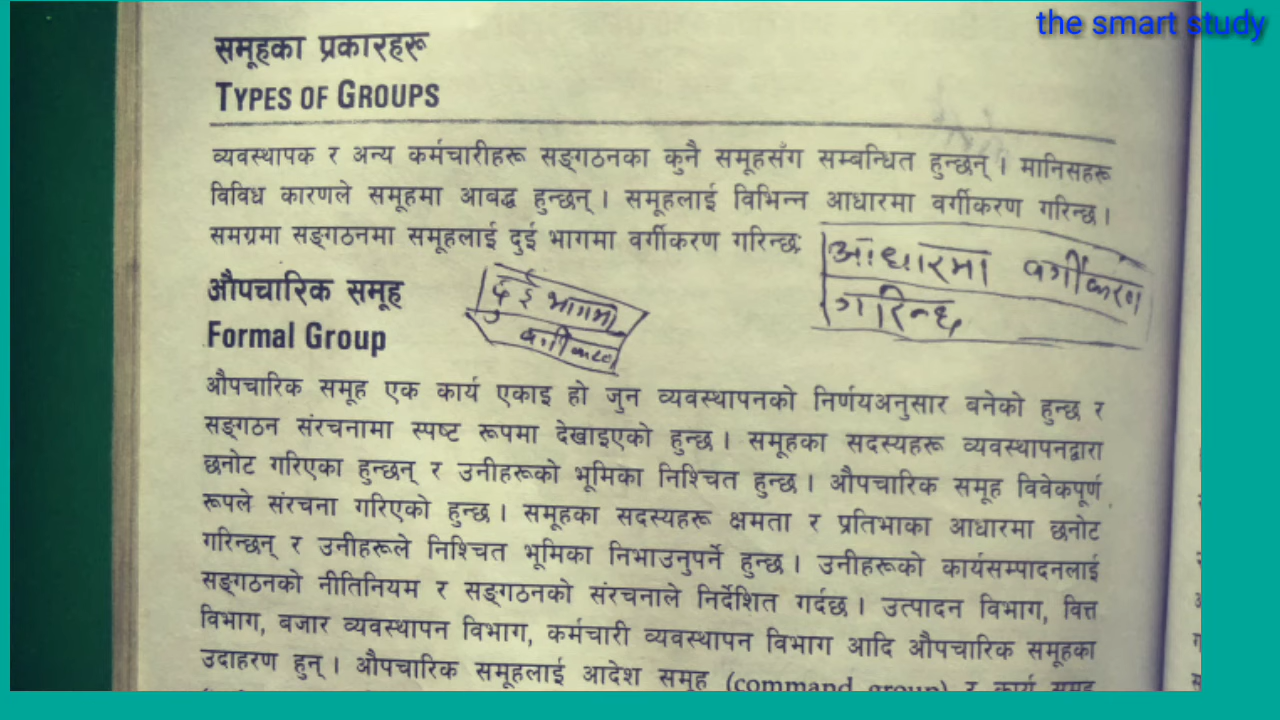 the smart study
समूहका प्रकारहरू
TYPES OF GROUPS
व्यवस्थापक र अन्य कर्मचारीहरू सङ्गठनका कुनै समूहसँग सम्बन्धित हुन्छन् । मानिसहरू
विविध कारणले समूहमा आवद्ध हुन्छन् । समूहलाई विभिन्न आधारमा वर्गीकरण गरिन्छ ।
समग्रमा सङ्गठनमा समूहलाई दुई भागमा वर्गीकरण गरिन्छः
आधारमा वर्गीकरण
गरिन्छ
औपचारिक समूह
दुई भागमा
वर्गीकरण
Formal Group
औपचारिक समूह एक कार्य एकाइ हो जुन व्यवस्थापनको निर्णयअनुसार बनेको हुन्छ र
सङ्गठन संरचनामा स्पष्ट रूपमा देखाइएको हुन्छ । समूहका सदस्यहरू व्यवस्थापनद्वारा
छनोट गरिएका हुन्छन् र उनीहरूको भूमिका निश्चित हुन्छ । औपचारिक समूह विवेकपूर्ण
रूपले संरचना गरिएको हुन्छ । समूहका सदस्यहरू क्षमता र प्रतिभाका आधारमा छनोट
गरिन्छन् र उनीहरूले निश्चित भूमिका निभाउनुपर्ने हुन्छ । उनीहरूको कार्यसम्पादनलाई
सङ्गठनको नीतिनियम र सङ्गठनको संरचनाले निर्देशित गर्दछ । उत्पादन विभाग, वित्त
विभाग, बजार व्यवस्थापन विभाग, कर्मचारी व्यवस्थापन विभाग आदि औपचारिक समूहका
उदाहरण हुन् । औपचारिक समूहलाई आदेश समूह (command group) र कार्य समूह